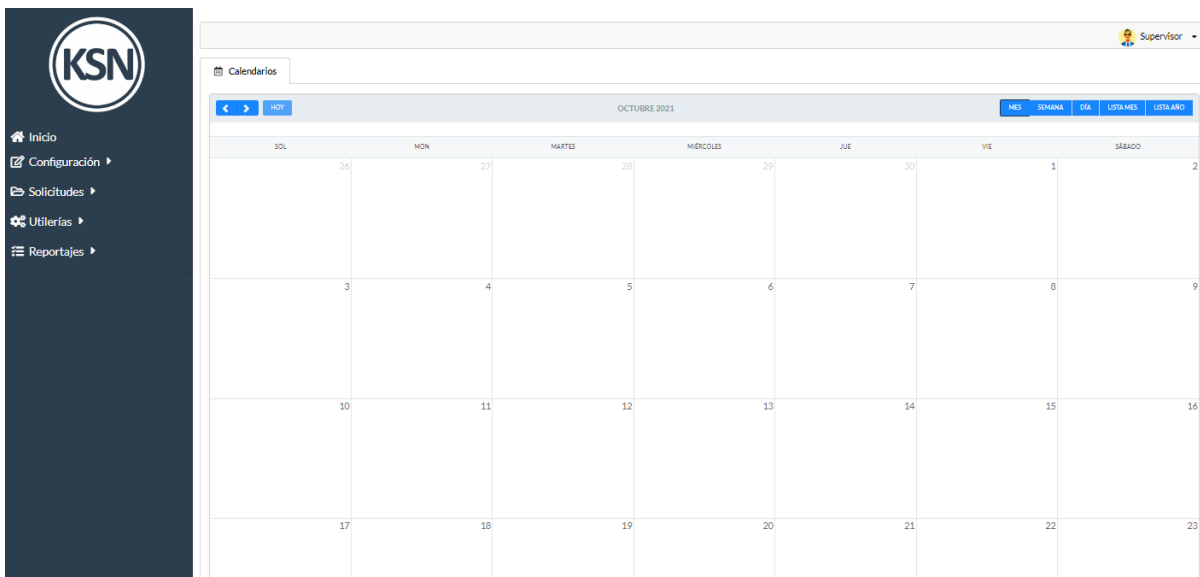 KSN
Inicio
Configuración
Solicitudes
Utilerías
Reportajes
Supervisor
Calendarios
HOY
OCTUBRE 2021
MES SEMANA DÍA LISTA MES LISTA AÑO
SOL MON MARTES MIÉRCOLES JUE VIE SÁBADO
26 27 28 29 30 1 2
3 4 5 6 7 8 9
10 11 12 13 14 15 16
17 18 19 20 21 22 23